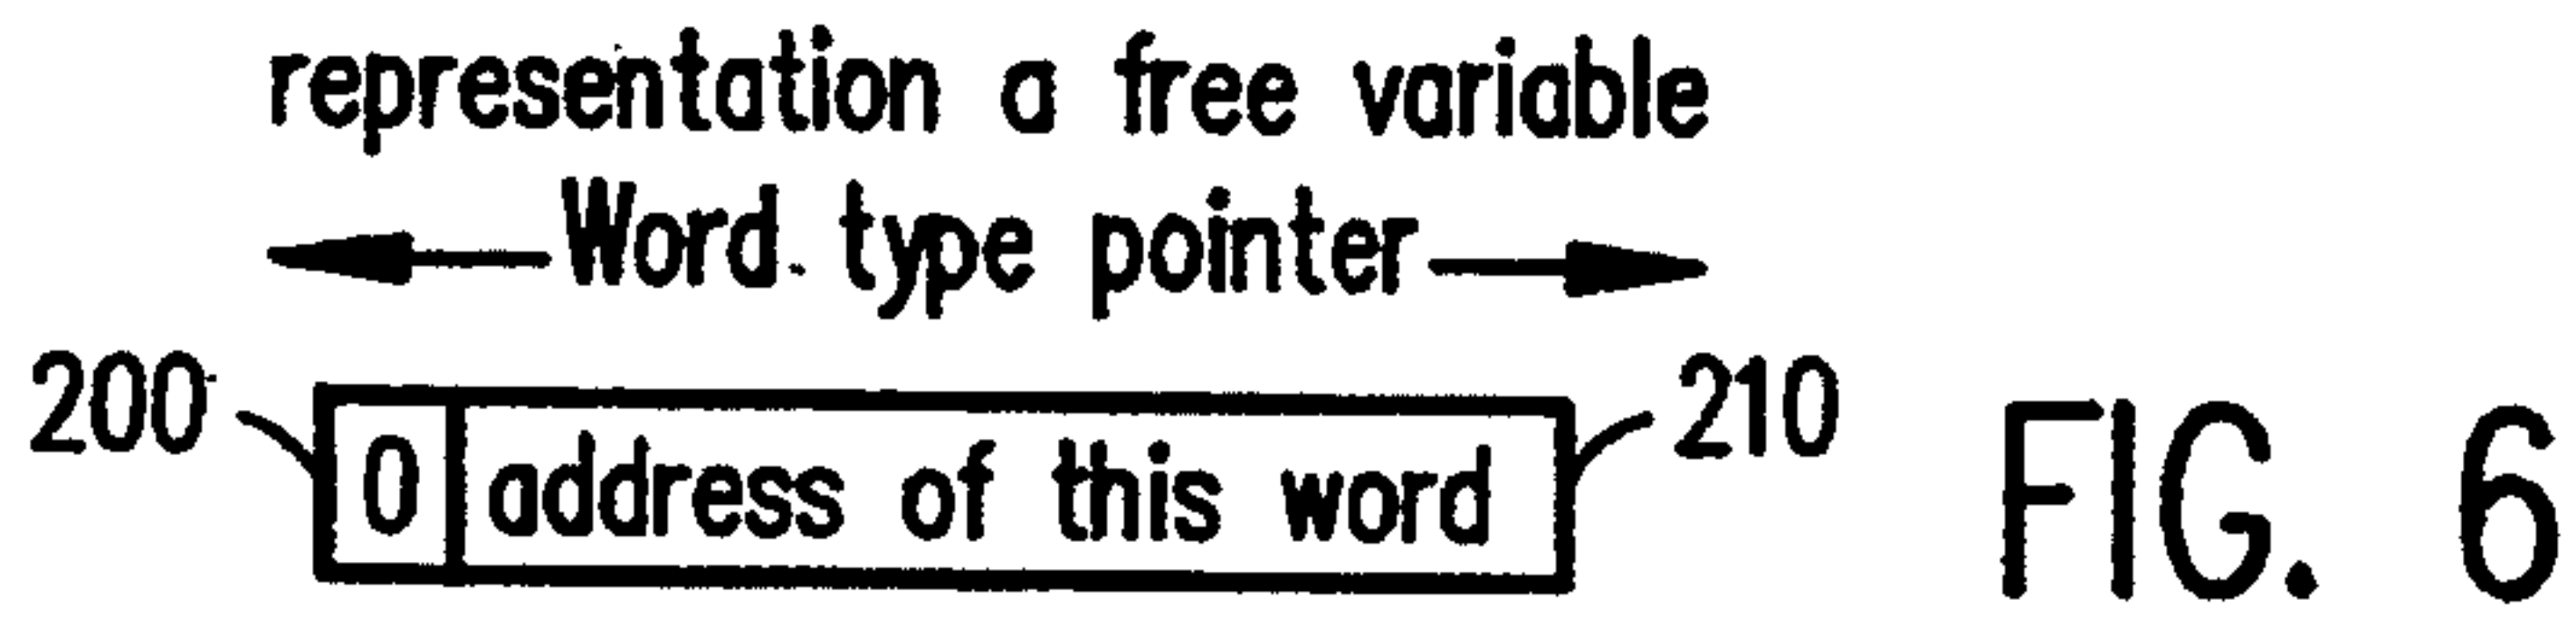 representation a free variable
Word type pointer
200 0 address of this word 210
FIG. 6